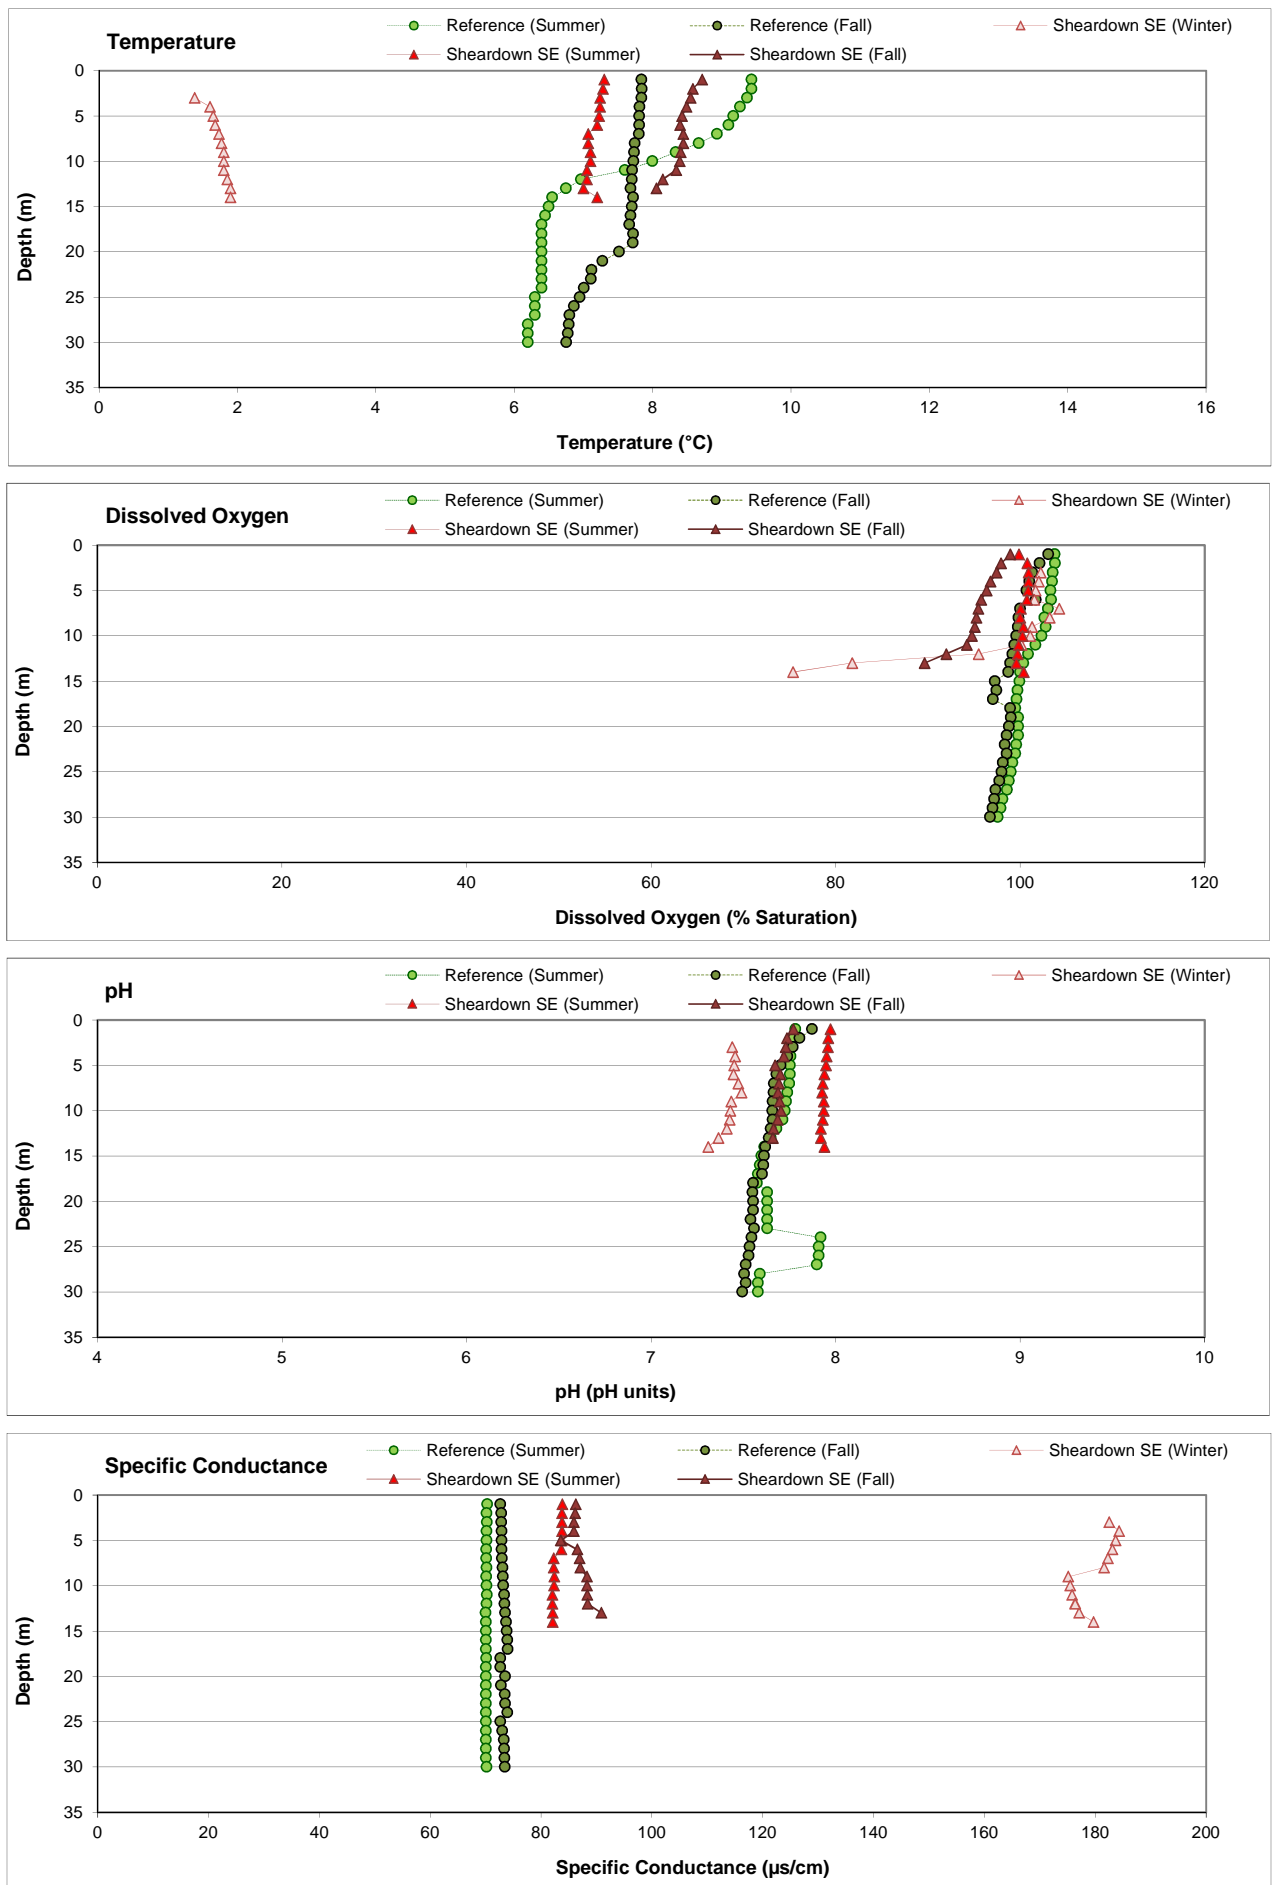 Temperature
Reference (Summer) Reference (Fall) Sheardown SE (Winter)
Sheardown SE (Summer) Sheardown SE (Fall)
0
5
10
15
20
25
30
35
Depth (m)
0 2 4 6 8 10 12 14 16
Temperature (°C)
Dissolved Oxygen
Reference (Summer) Reference (Fall) Sheardown SE (Winter)
Sheardown SE (Summer) Sheardown SE (Fall)
0
5
10
15
20
25
30
35
Depth (m)
0 20 40 60 80 100 120
Dissolved Oxygen (% Saturation)
pH
Reference (Summer) Reference (Fall) Sheardown SE (Winter)
Sheardown SE (Summer) Sheardown SE (Fall)
0
5
10
15
20
25
30
35
Depth (m)
4 5 6 7 8 9 10
pH (pH units)
Specific Conductance
Reference (Summer) Reference (Fall) Sheardown SE (Winter)
Sheardown SE (Summer) Sheardown SE (Fall)
0
5
10
15
20
25
30
35
Depth (m)
0 20 40 60 80 100 120 140 160 180 200
Specific Conductance (µs/cm)